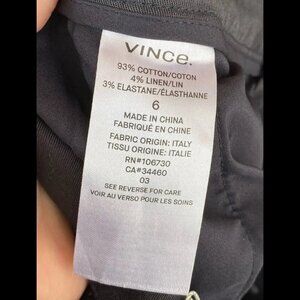 VINCe.
93% COTTON/COTON
4% LINEN/LIN
3% ELASTANE/ÉLASTHANNE
6
MADE IN CHINA
FABRIQUÉ EN CHINE
FABRIC ORIGIN: ITALY
TISSU ORIGINE: ITALIE
RN#106730
CA#34460
03
SEE REVERSE FOR CARE
VOIR AU VERSO POUR LES SOINS